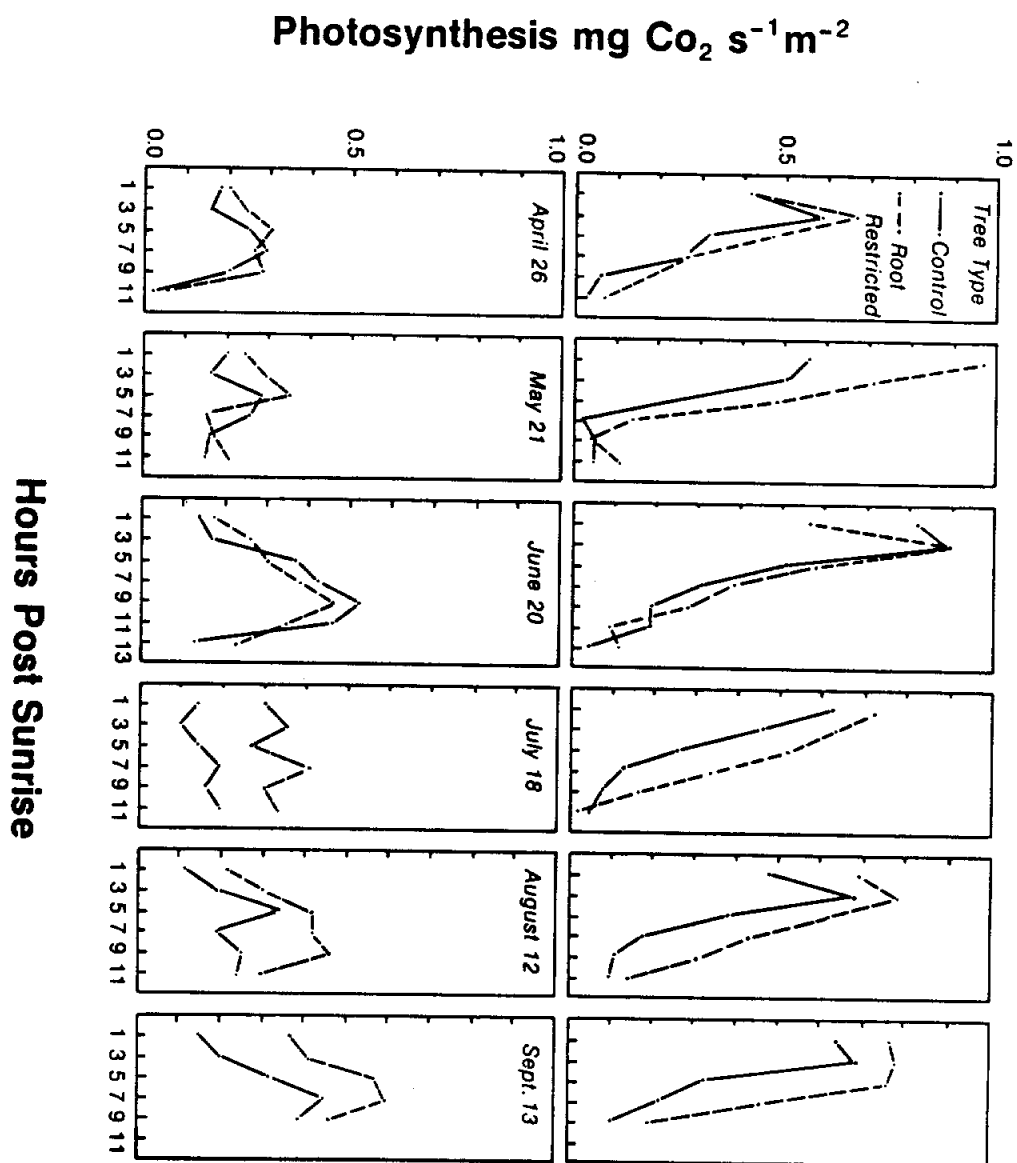 Photosynthesis mg Co₂ s⁻¹m⁻²
1.0
0.5
0.0
1.0
0.5
0.0
Tree Type
Control
Root
Restricted
April 26
May 21
June 20
July 18
August 12
Sept. 13
1 3 5 7 9 11
1 3 5 7 9 11
1 3 5 7 9 11 13
1 3 5 7 9 11
1 3 5 7 9 11
1 3 5 7 9 11
Hours Post Sunrise